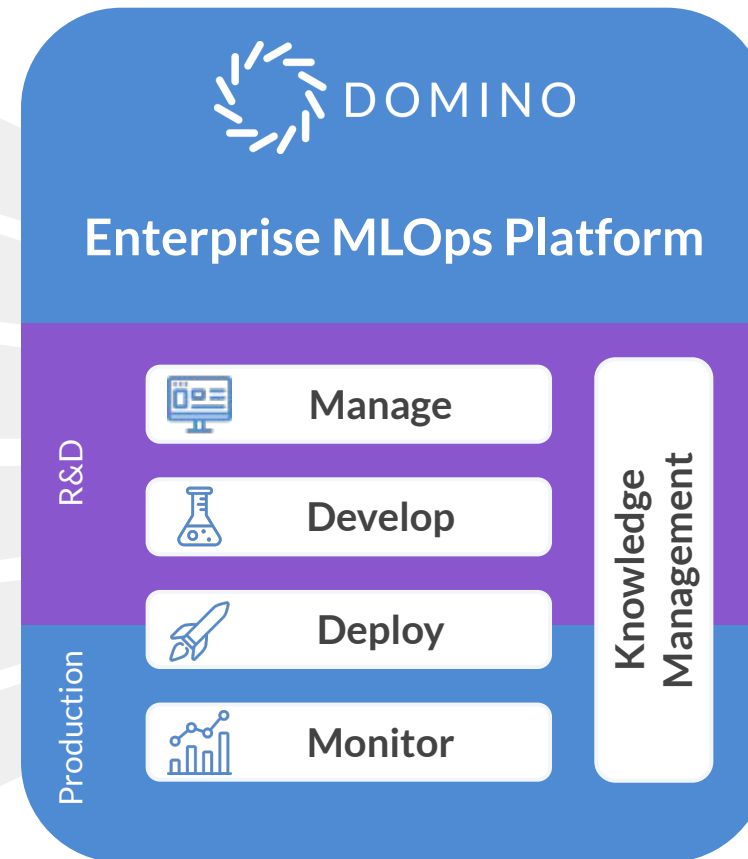 DOMINO
Enterprise MLOps Platform
R&D
Manage
Develop
Deploy
Production
Monitor
Knowledge
Management